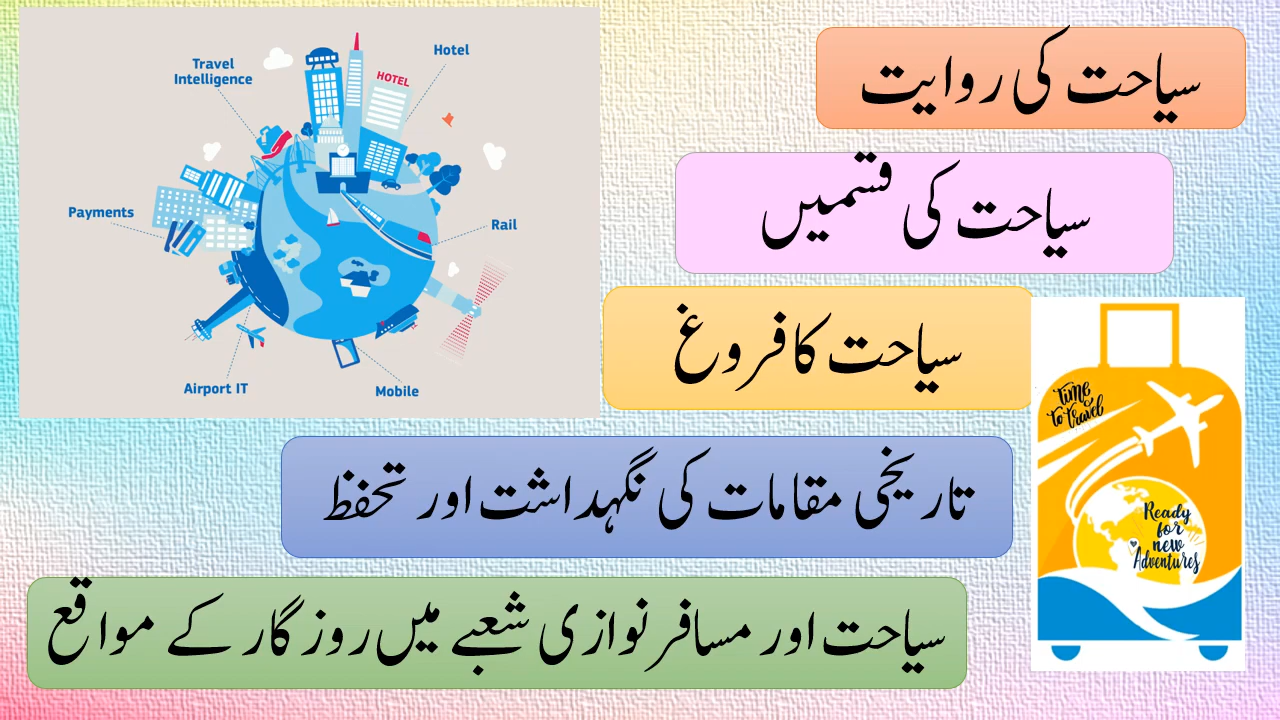 سیاحت کی روایت
سیاحت کی قسمیں
سیاحت کا فروغ
تاریخی مقامات کی نگہداشت اور تحفظ
سیاحت اور مسافر نوازی شعبے میں روز گار کے مواقع
Travel
Intelligence
Hotel
HOTEL
Payments
Rail
Airport IT
Mobile
time
to travel
Ready
for
new
Adventures